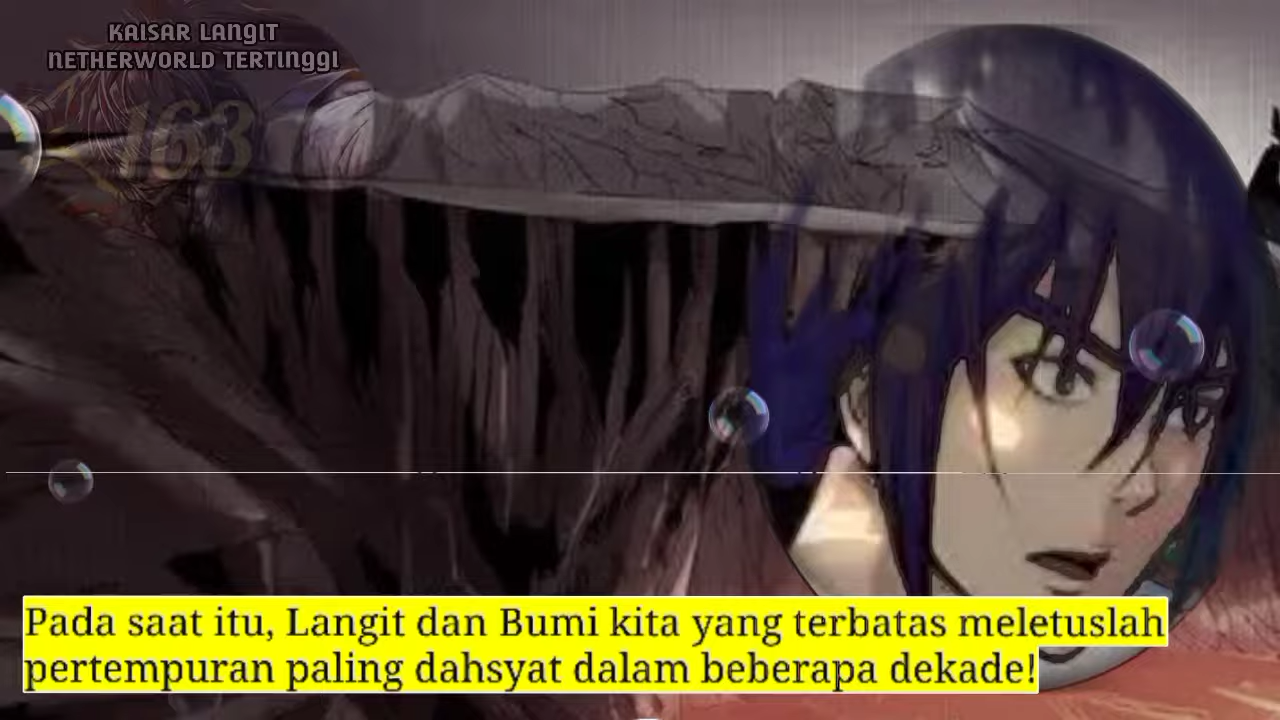 KAISAR LANGIT
NETHERWORLD TERTINGGI
163
Pada saat itu, Langit dan Bumi kita yang terbatas meletuslah
pertempuran paling dahsyat dalam beberapa dekade!